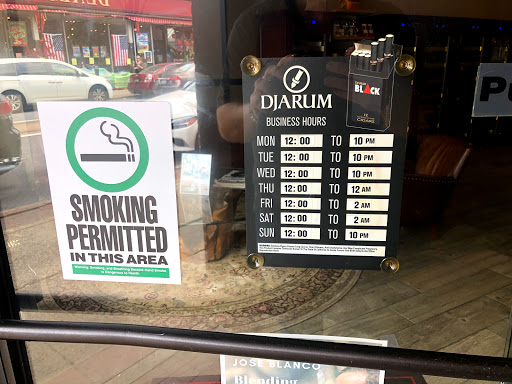 SMOKING
PERMITTED
IN THIS AREA
DJARUM
BUSINESS HOURS
BLACK
MON 12:00 TO 10 PM
TUE 12:00 TO 10 PM
WED 12:00 TO 10 PM
THU 12:00 TO 12 AM
FRI 12:00 TO 2 AM
SAT 12:00 TO 2 AM
SUN 12:00 TO 10 PM
PU
JOSE BLANCO
Blending